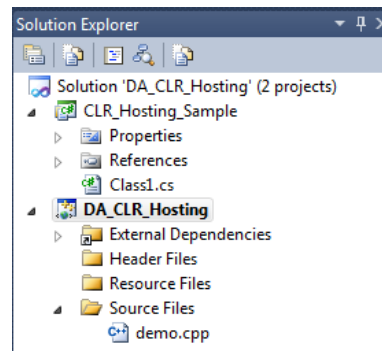 Solution Explorer
Solution 'DA_CLR_Hosting' (2 projects)
CLR_Hosting_Sample
Properties
References
Class1.cs
DA_CLR_Hosting
External Dependencies
Header Files
Resource Files
Source Files
demo.cpp